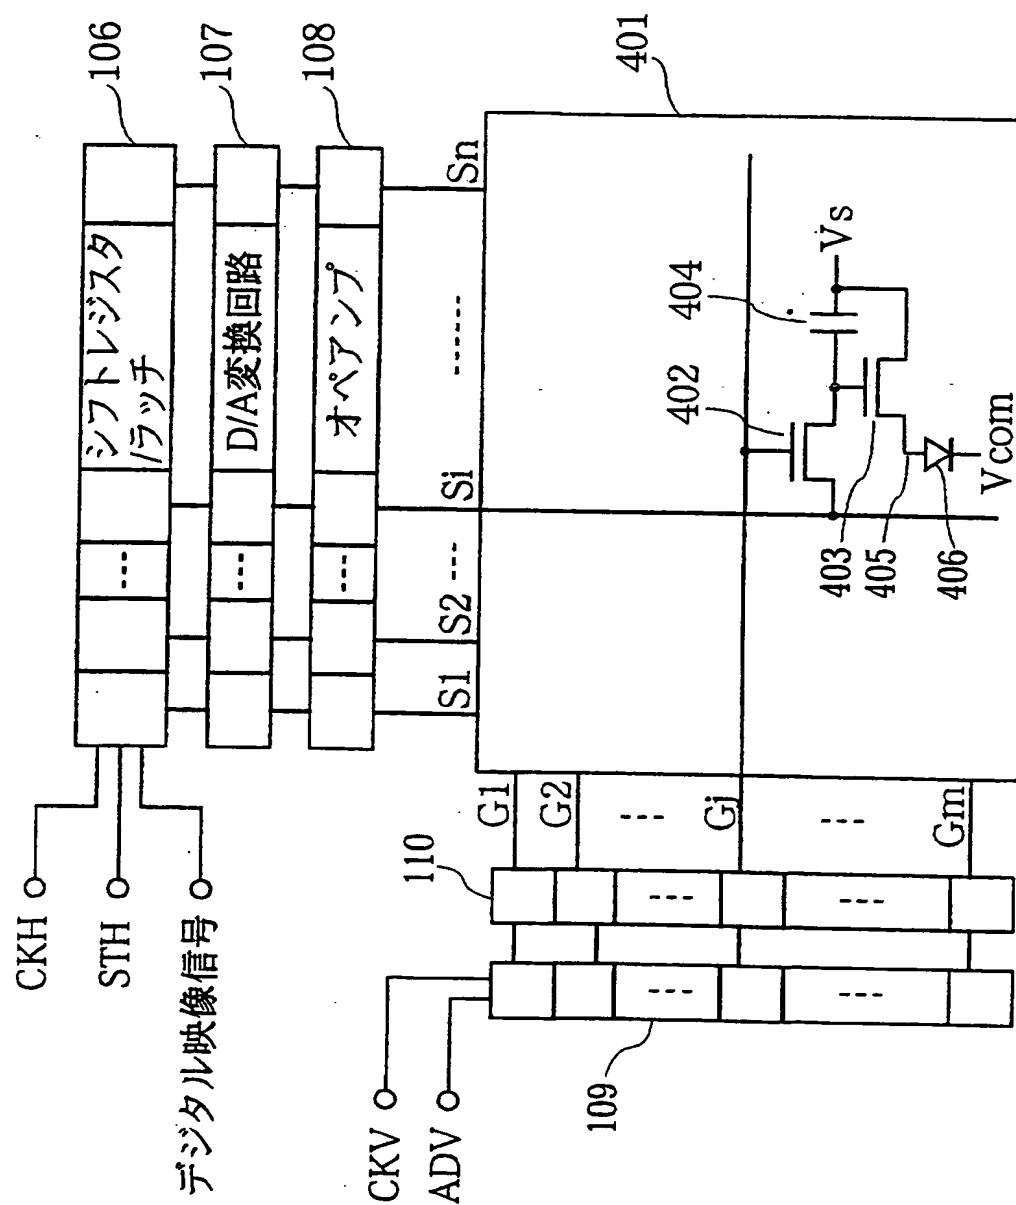 106
107
108
シフトレジスタ
/ラッチ
D/A変換回路
オペアンプ
CKH
STH
デジタル映像信号
S1
S2
---
Si
------
Sn
401
G1
G2
---
Gj
---
Gm
110
109
CKV
ADV
402
404
Vs
403
405
406
Vcom